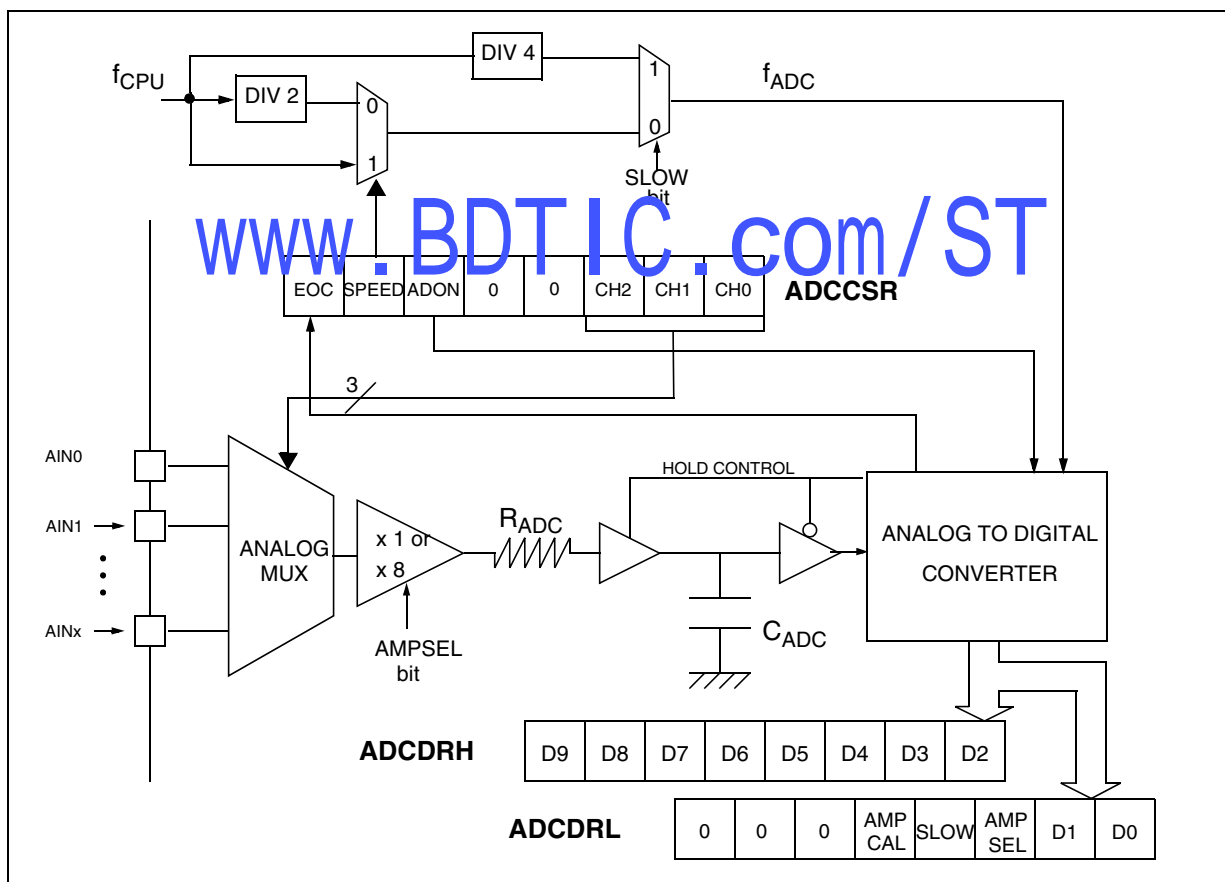 DIV 4
fCPU
DIV 2
0
1
1
0
fADC
SLOW
bit
www.BDTIC.com/ST
EOC SPEED ADON 0 0 CH2 CH1 CH0 ADCCSR
3
AIN0
AIN1
AINx
ANALOG
MUX
x 1 or
x 8
AMPSEL
bit
RADC
HOLD CONTROL
CADC
ANALOG TO DIGITAL
CONVERTER
ADCDRH D9 D8 D7 D6 D5 D4 D3 D2
ADCDRL 0 0 0 AMP CAL SLOW AMP SEL D1 D0